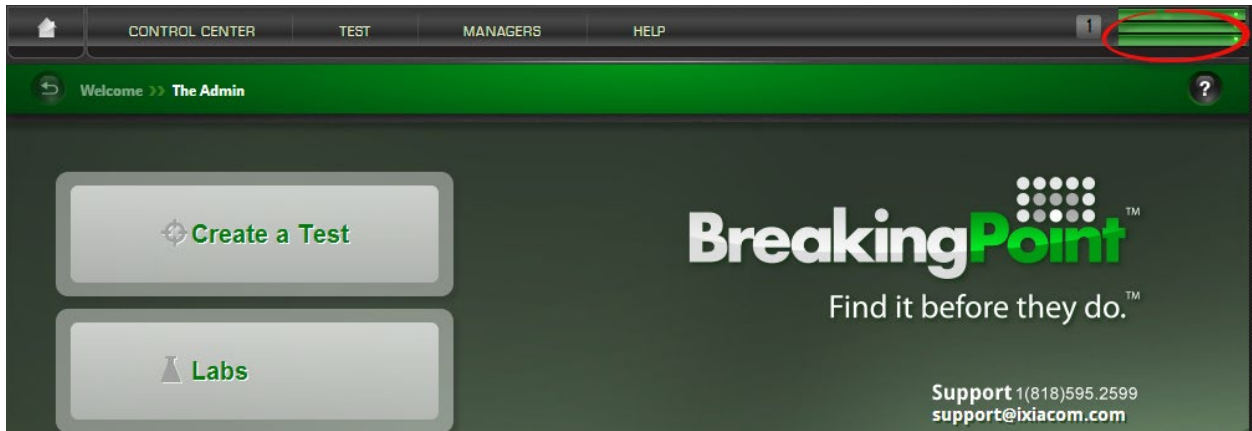 CONTROL CENTER TEST MANAGERS HELP 1
Welcome >> The Admin ?
Create a Test
Labs
BreakingPoint™
Find it before they do.™
Support 1(818)595.2599
support@ixiacom.com